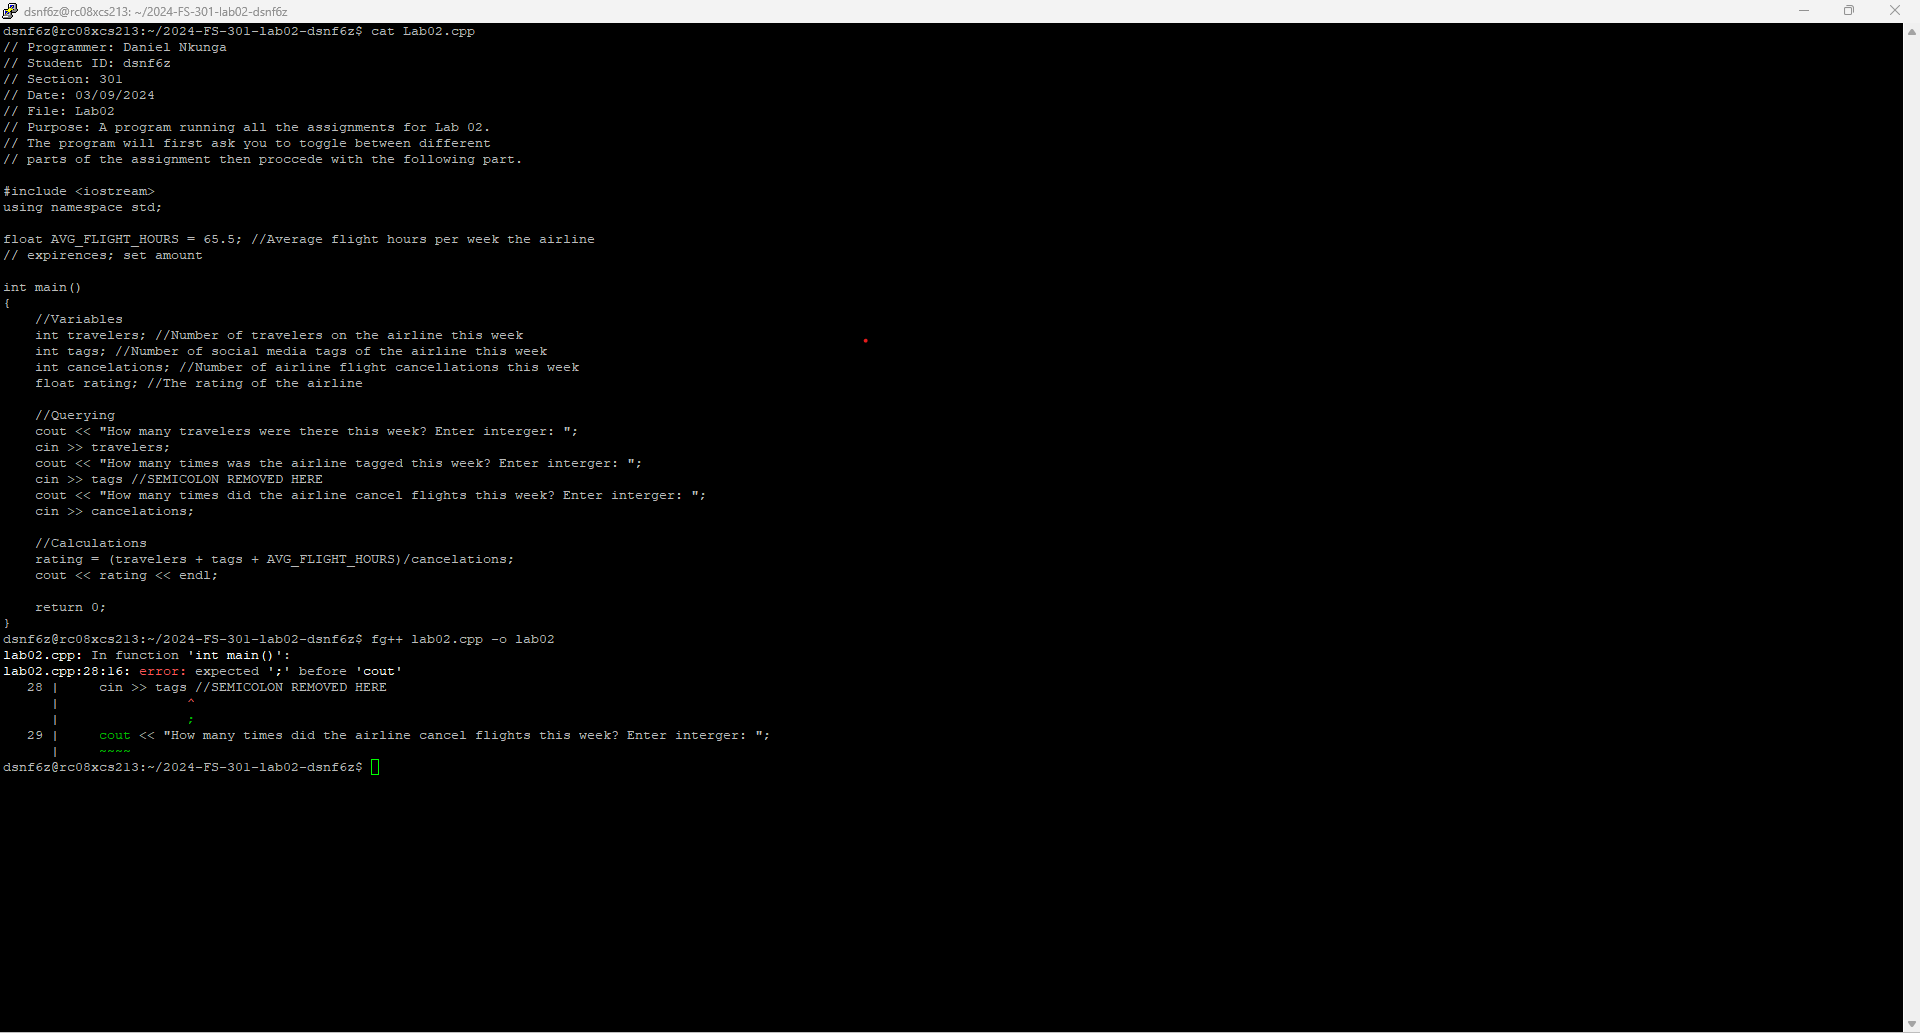 dsnf6z@rc08xcs213: ~/2024-FS-301-lab02-dsnf6z
dsnf6z@rc08xcs213:~/2024-FS-301-lab02-dsnf6z$ cat Lab02.cpp
// Programmer: Daniel Nkunga
// Student ID: dsnf6z
// Section: 301
// Date: 03/09/2024
// File: Lab02
// Purpose: A program running all the assignments for Lab 02.
// The program will first ask you to toggle between different
// parts of the assignment then proccede with the following part.
#include <iostream>
using namespace std;
float AVG_FLIGHT_HOURS = 65.5; //Average flight hours per week the airline
// expirences; set amount
int main()
{
    //Variables
    int travelers; //Number of travelers on the airline this week
    int tags; //Number of social media tags of the airline this week
    int cancelations; //Number of airline flight cancellations this week
    float rating; //The rating of the airline
    //Querying
    cout << "How many travelers were there this week? Enter interger: ";
    cin >> travelers;
    cout << "How many times was the airline tagged this week? Enter interger: ";
    cin >> tags //SEMICOLON REMOVED HERE
    cout << "How many times did the airline cancel flights this week? Enter interger: ";
    cin >> cancelations;
    //Calculations
    rating = (travelers + tags + AVG_FLIGHT_HOURS)/cancelations;
    cout << rating << endl;
    return 0;
}
dsnf6z@rc08xcs213:~/2024-FS-301-lab02-dsnf6z$ fg++ lab02.cpp -o lab02
lab02.cpp: In function 'int main()':
lab02.cpp:28:16: error: expected ';' before 'cout'
   28 |     cin >> tags //SEMICOLON REMOVED HERE
      |                ^
      |                ;
   29 |     cout << "How many times did the airline cancel flights this week? Enter interger: ";
      |     ~~~~
dsnf6z@rc08xcs213:~/2024-FS-301-lab02-dsnf6z$